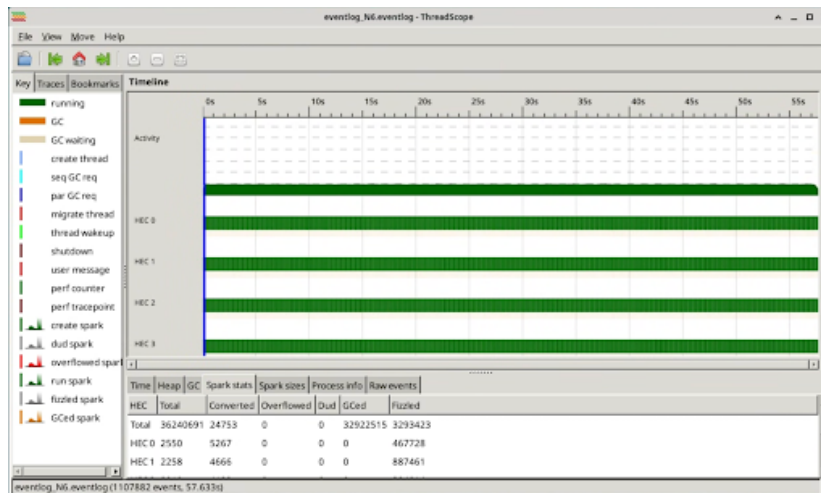 eventlog_N6.eventlog - ThreadScope
File View Move Help
Key Traces Bookmarks
running
GC
GC waiting
create thread
seq GC req
par GC req
migrate thread
thread wakeup
shutdown
user message
perf counter
perf tracepoint
create spark
dud spark
overflowed spark
run spark
fizzled spark
GCed spark
Timeline
0s 5s 10s 15s 20s 25s 30s 35s 40s 45s 50s 55s
Activity
HEC 0
HEC 1
HEC 2
HEC 3
Time Heap GC Spark stats Spark sizes Process info Raw events
HEC Total Converted Overflowed Dud GCed Fizzled
Total 36240691 24753 0 0 32922515 3293423
HEC 0 2550 5267 0 0 0 467728
HEC 1 2258 4666 0 0 0 887461
eventlog_N6.eventlog (1107882 events, 57.633s)